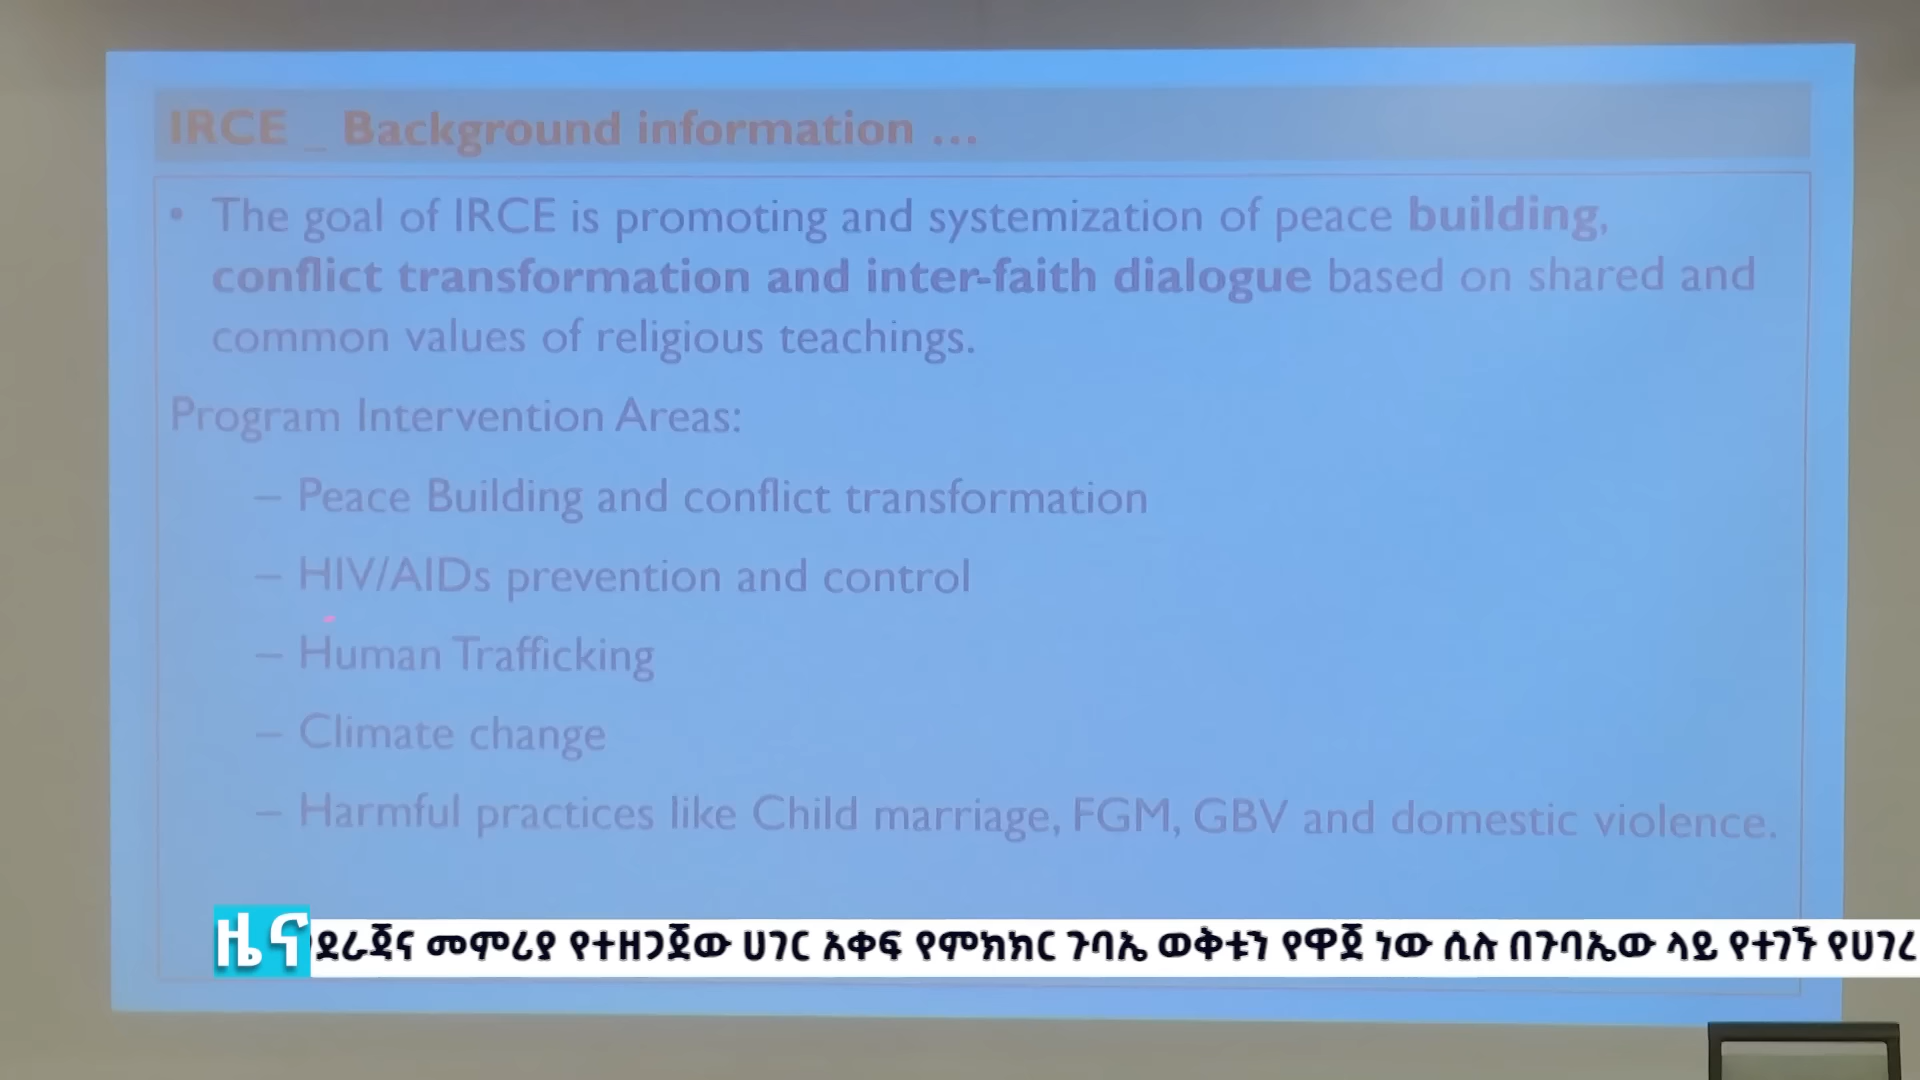 IRCE _ Background information ...
• The goal of IRCE is promoting and systemization of peace building,
conflict transformation and inter-faith dialogue based on shared and
common values of religious teachings.
Program Intervention Areas:
– Peace Building and conflict transformation
– HIV/AIDs prevention and control
– Human Trafficking
– Climate change
– Harmful practices like Child marriage, FGM, GBV and domestic violence.
ዜና ደራጃና መምሪያ የተዘጋጀው ሀገር አቀፍ የምክክር ጉባኤ ወቅቱን የዋጀ ነው ሲሉ በጉባኤው ላይ የተገኙ የሀገረ